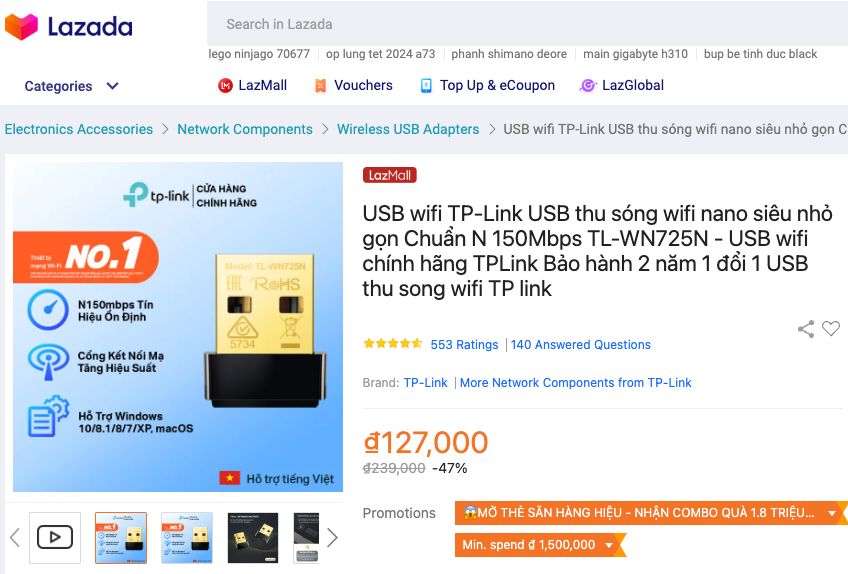 Lazada
Search in Lazada
lego ninjago 70677
op lung tet 2024 a73
phanh shimano deore
main gigabyte h310
bup be tinh duc black
Categories
LazMall
Vouchers
Top Up & eCoupon
LazGlobal
Electronics Accessories
Network Components
Wireless USB Adapters
USB wifi TP-Link USB thu sóng wifi nano siêu nhỏ gọn C
tp-link
CỬA HÀNG
CHÍNH HÃNG
Thiết bị
mạng Wi-Fi
NO.1
N150mbps Tín
Hiệu Ổn Định
Cổng Kết Nối Mạ
Tăng Hiệu Suất
Hỗ Trợ Windows
10/8.1/8/7/XP, macOS
Model: TL-WN725N
EAC RoHS
5734
Hỗ trợ tiếng Việt
LazMall
USB wifi TP-Link USB thu sóng wifi nano siêu nhỏ
gọn Chuẩn N 150Mbps TL-WN725N - USB wifi
chính hãng TPLink Bảo hành 2 năm 1 đổi 1 USB
thu song wifi TP link
553 Ratings
140 Answered Questions
Brand: TP-Link
More Network Components from TP-Link
₫127,000
₫239,000 -47%
Promotions
MỞ THẺ SĂN HÀNG HIỆU - NHẬN COMBO QUÀ 1.8 TRIỆU...
Min. spend ₫ 1,500,000